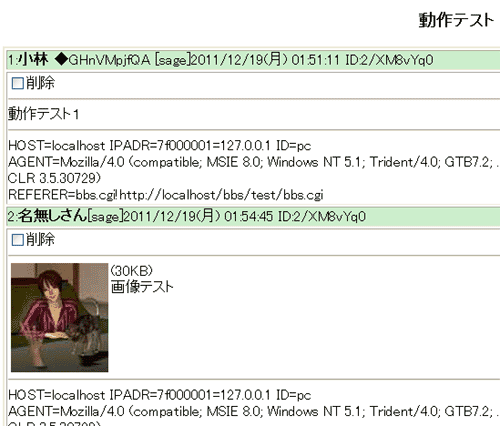 動作テスト
1:小林 ◆GHnVMpjfQA [sage]2011/12/19(月) 01:51:11 ID:2/XM8vYq0
削除
動作テスト1
HOST=localhost IPADR=7f000001=127.0.0.1 ID=pc
AGENT=Mozilla/4.0 (compatible; MSIE 8.0; Windows NT 5.1; Trident/4.0; GTB7.2; .
CLR 3.5.30729)
REFERER=bbs.cgi!http://localhost/bbs/test/bbs.cgi
2:名無しさん[sage]2011/12/19(月) 01:54:45 ID:2/XM8vYq0
削除
(30KB)
画像テスト
HOST=localhost IPADR=7f000001=127.0.0.1 ID=pc
AGENT=Mozilla/4.0 (compatible; MSIE 8.0; Windows NT 5.1; Trident/4.0; GTB7.2; .
CLR 3.5.30729)